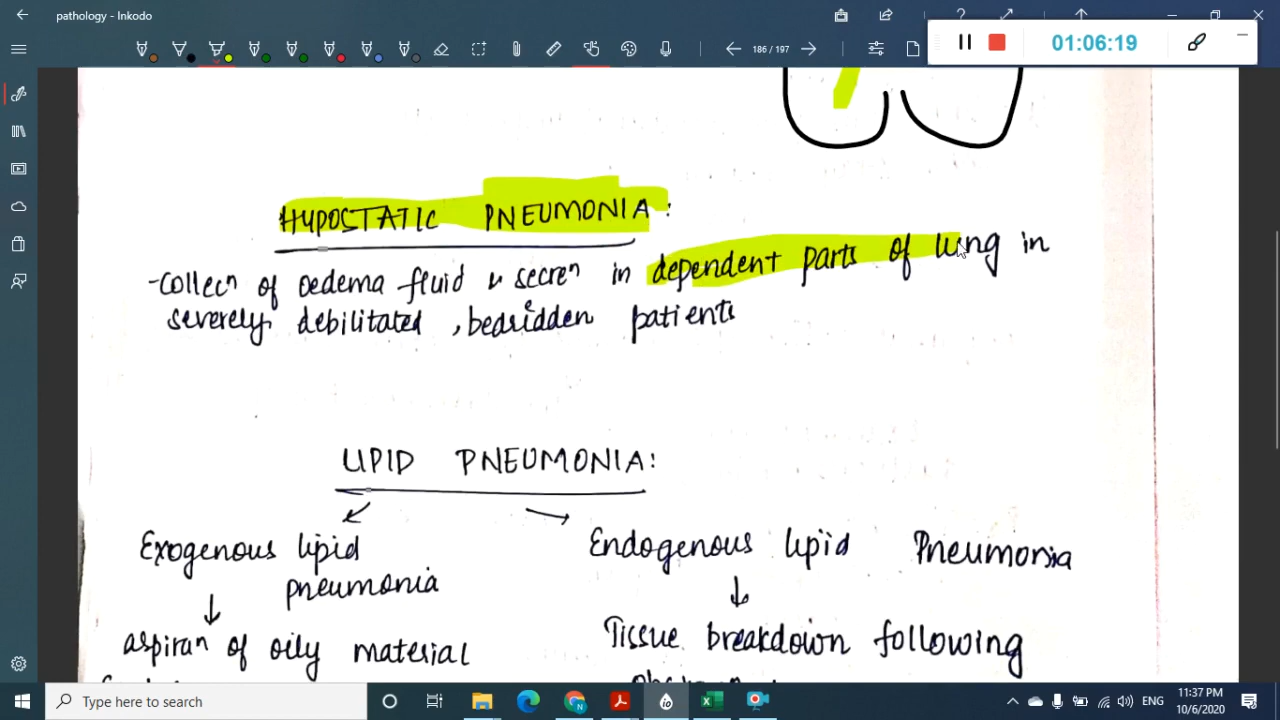 pathology - Inkodo
186 / 197
01:06:19
HYPOSTATIC PNEUMONIA:
-collecⁿ of oedema fluid & secreⁿ in dependent parts of lung in
severely debilitated, bedridden patients
LIPID PNEUMONIA:
Exogenous lipid
pneumonia
Endogenous lipid Pneumonia
aspiraⁿ of oily material
Tissue breakdown following
Type here to search
ENG
11:37 PM
10/6/2020